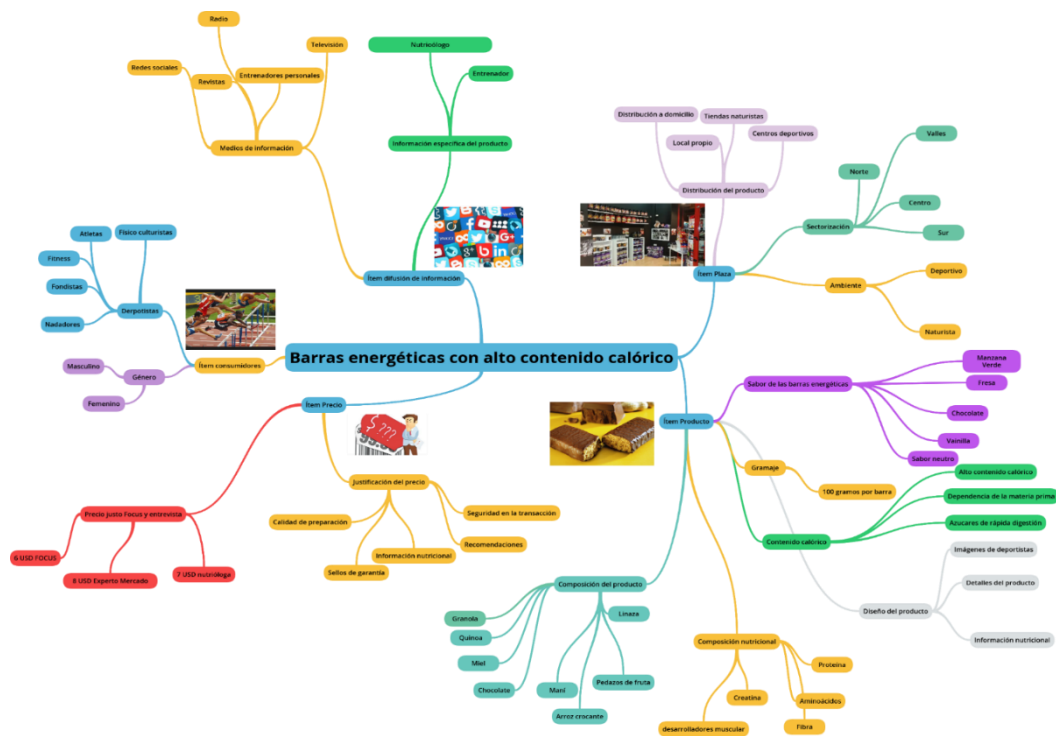 Radio
Televisión
Redes sociales
Revistas
Entrenadores personales
Medios de información
Nutriólogo
Entrenador
Información específica del producto
Ítem difusión de información
Distribución a domicilio
Tiendas naturistas
Local propio
Centros deportivos
Distribución del producto
Valles
Norte
Centro
Sur
Sectorización
Ítem Plaza
Ambiente
Deportivo
Naturista
Atletas
Físico culturistas
Fitness
Fondistas
Nadadores
Derpotistas
Ítem consumidores
Masculino
Género
Femenina
Barras energéticas con alto contenido calórico
Ítem Precio
$ ???
Justificación del precio
Calidad de preparación
Sellos de garantía
Información nutricional
Recomendaciones
Seguridad en la transacción
Precio justo Focus y entrevista
6 USD FOCUS
8 USD Experto Mercado
7 USD nutrióloga
Ítem Producto
Sabor de las barras energéticas
Manzana
Verde
Fresa
Chocolate
Vainilla
Sabor neutro
Gramaje
100 gramos por barre
Contenido calórico
Alto contenido calórico
Dependencia de la materia prima
Azucares de rápida digestión
Diseño del producto
Imágenes de deportistas
Detalles del producto
Información nutricional
Composición del producto
Granola
Quinoa
Miel
Chocolate
Maní
Arroz crocante
Pedazos de fruta
Linaza
Composición nutricional
Proteína
Aminoácidos
Fibra
Creatina
desarrolladores muscular